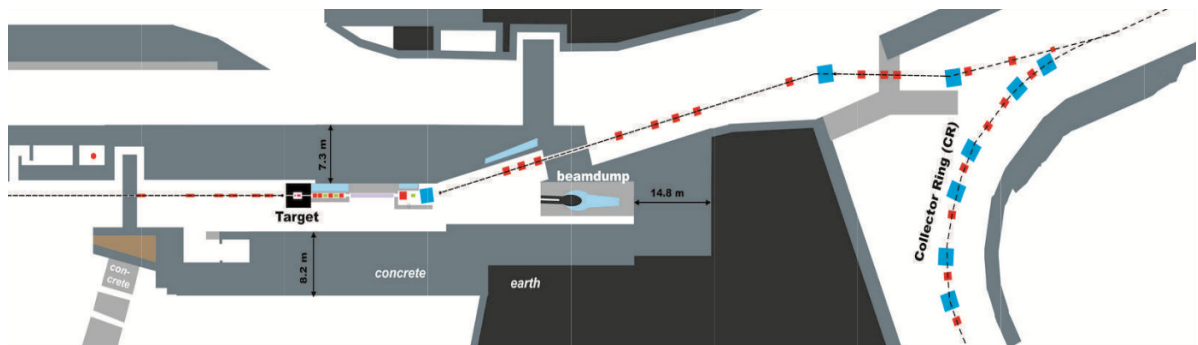 7.3 m
Target
8.2 m
con-
crete
concrete
earth
beamdump
14.8 m
Collector Ring (CR)